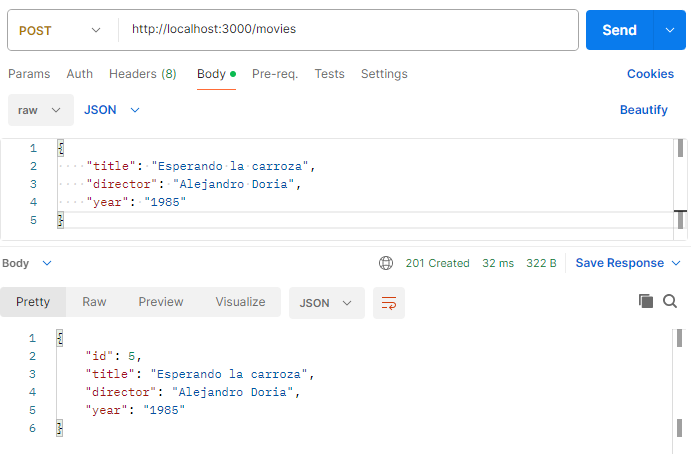 POST http://localhost:3000/movies Send
Params Auth Headers (8) Body Pre-req. Tests Settings Cookies
raw JSON Beautify
1 {
2 "title": "Esperando la carroza",
3 "director": "Alejandro Doria",
4 "year": "1985"
5 }
Body 201 Created 32 ms 322 B Save Response
Pretty Raw Preview Visualize JSON
1 {
2 "id": 5,
3 "title": "Esperando la carroza",
4 "director": "Alejandro Doria",
5 "year": "1985"
6 }